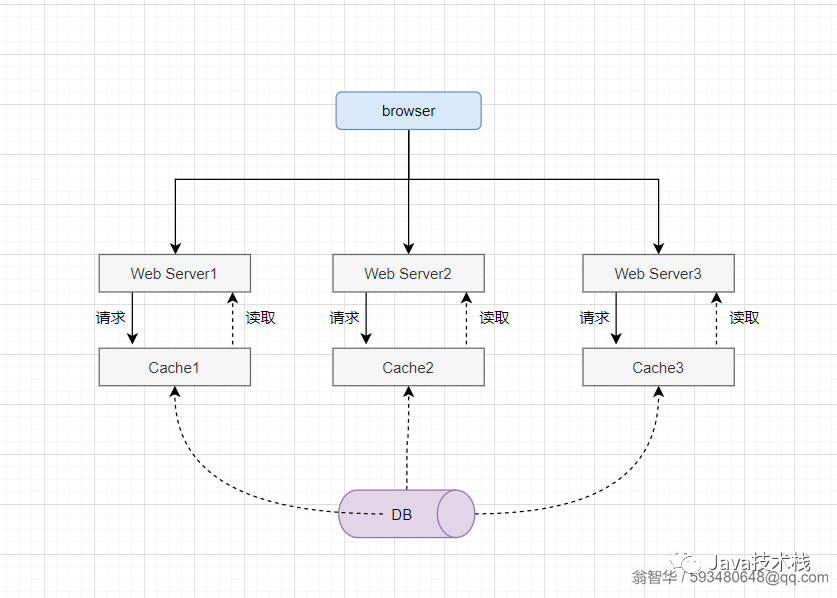 browser
Web Server1
Web Server2
Web Server3
请求
读取
请求
读取
请求
读取
Cache1
Cache2
Cache3
DB
Java技术栈
翁智华 / 593480648@qq.com